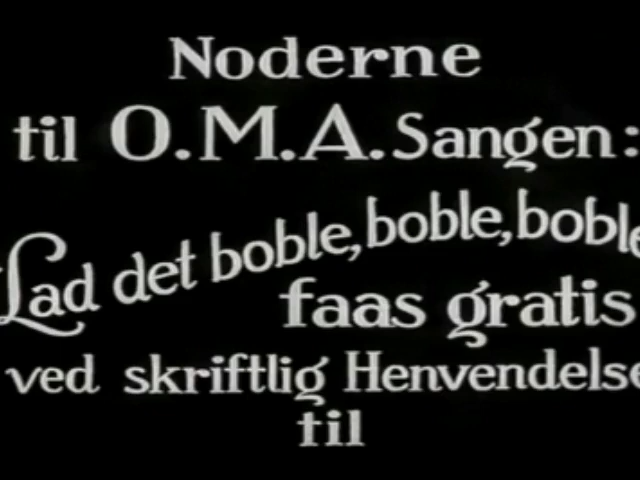 Noderne
til O.M.A. Sangen:
Lad det boble, boble, boble
faas gratis
ved skriftlig Henvendelse
til